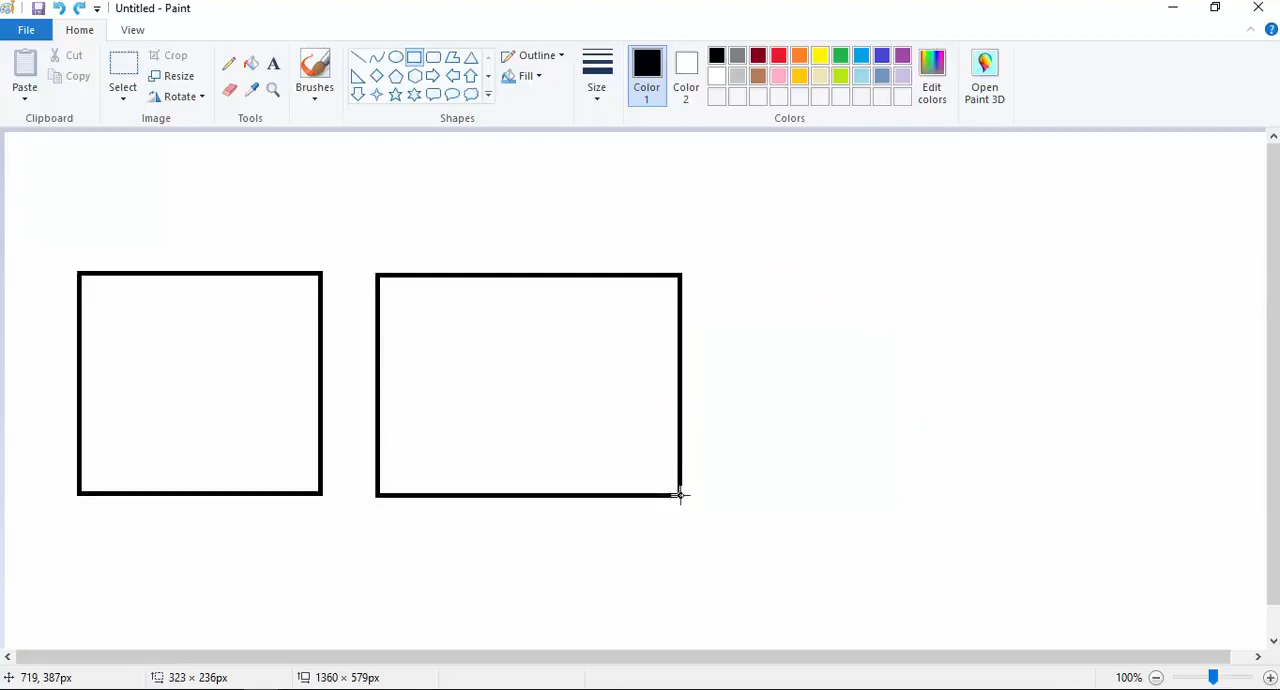 Untitled - Paint
File Home View
Paste
Cut
Copy
Clipboard
Select
Crop
Resize
Rotate
Image
A
Tools
Brushes
Outline
Fill
Shapes
Size
Color 1
Color 2
Colors
Edit colors
Open Paint 3D
719, 387px 323 × 236px 1360 × 579px 100%